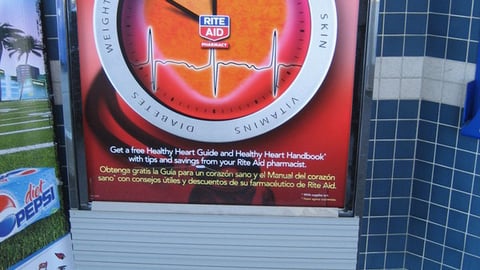 RITE
AID
PHARMACY
WEIGHT
SKIN
DIABETES
VITAMINS
Get a free Healthy Heart Guide and Healthy Heart Handbook*
with tips and savings from your Rite Aid pharmacist.
Obtenga gratis la Guía para un corazón sano y el Manual del corazón
sano* con consejos útiles y descuentos de su farmacéutico de Rite Aid.
diet
PEPSI